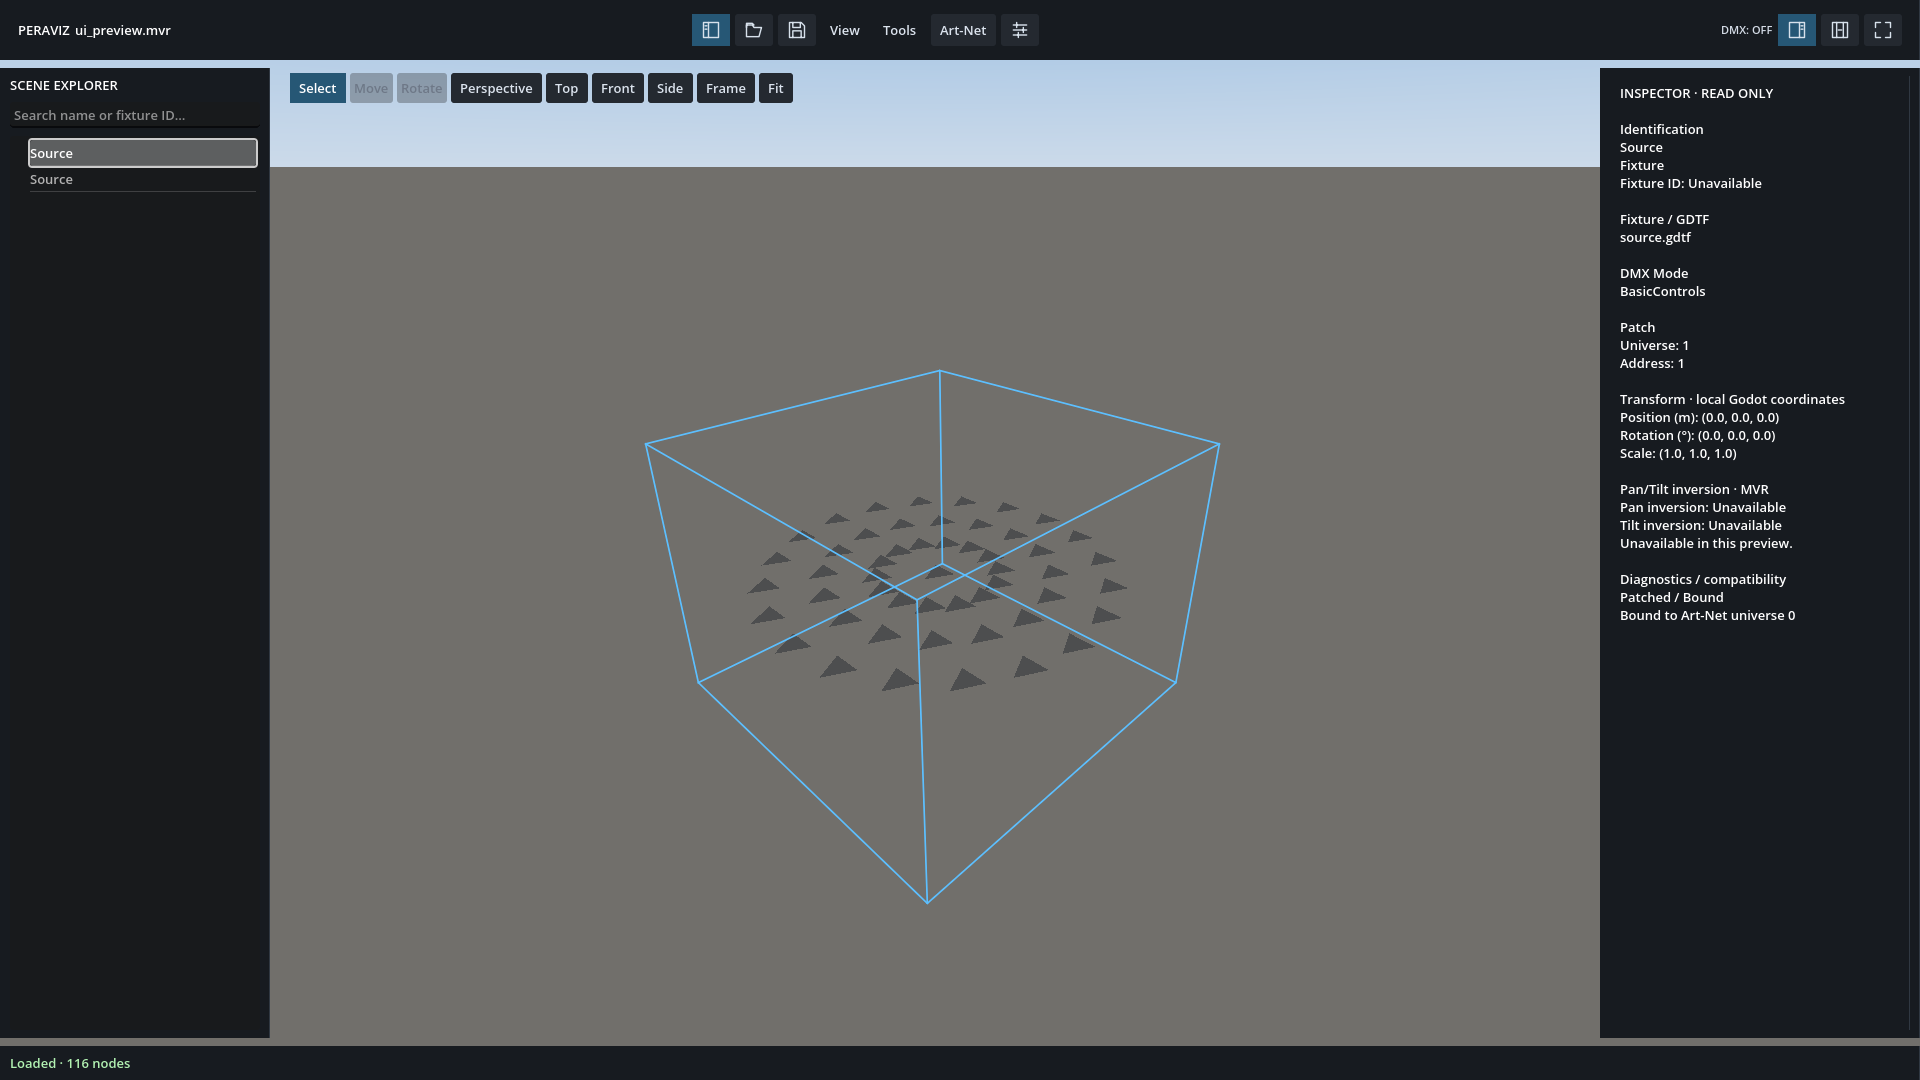 PERAVIZ ui_preview.mvr
View Tools Art-Net
DMX: OFF
SCENE EXPLORER
Search name or fixture ID...
Source
Source
Select Move Rotate Perspective Top Front Side Frame Fit
INSPECTOR · READ ONLY
Identification
Source
Fixture
Fixture ID: Unavailable
Fixture / GDTF
source.gdtf
DMX Mode
BasicControls
Patch
Universe: 1
Address: 1
Transform · local Godot coordinates
Position (m): (0.0, 0.0, 0.0)
Rotation (°): (0.0, 0.0, 0.0)
Scale: (1.0, 1.0, 1.0)
Pan/Tilt inversion · MVR
Pan inversion: Unavailable
Tilt inversion: Unavailable
Unavailable in this preview.
Diagnostics / compatibility
Patched / Bound
Bound to Art-Net universe 0
Loaded · 116 nodes